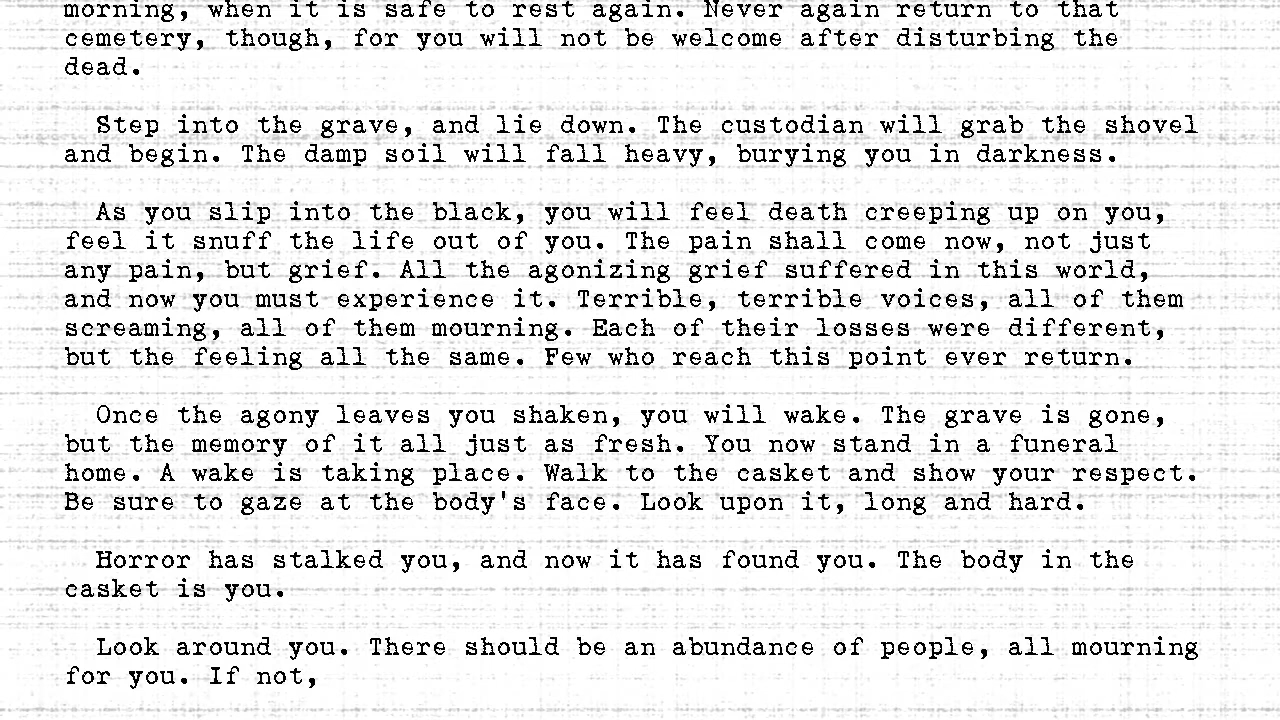 morning, when it is safe to rest again. Never again return to that
cemetery, though, for you will not be welcome after disturbing the
dead.
Step into the grave, and lie down. The custodian will grab the shovel
and begin. The damp soil will fall heavy, burying you in darkness.
As you slip into the black, you will feel death creeping up on you,
feel it snuff the life out of you. The pain shall come now, not just
any pain, but grief. All the agonizing grief suffered in this world,
and now you must experience it. Terrible, terrible voices, all of them
screaming, all of them mourning. Each of their losses were different,
but the feeling all the same. Few who reach this point ever return.
Once the agony leaves you shaken, you will wake. The grave is gone,
but the memory of it all just as fresh. You now stand in a funeral
home. A wake is taking place. Walk to the casket and show your respect.
Be sure to gaze at the body's face. Look upon it, long and hard.
Horror has stalked you, and now it has found you. The body in the
casket is you.
Look around you. There should be an abundance of people, all mourning
for you. If not,